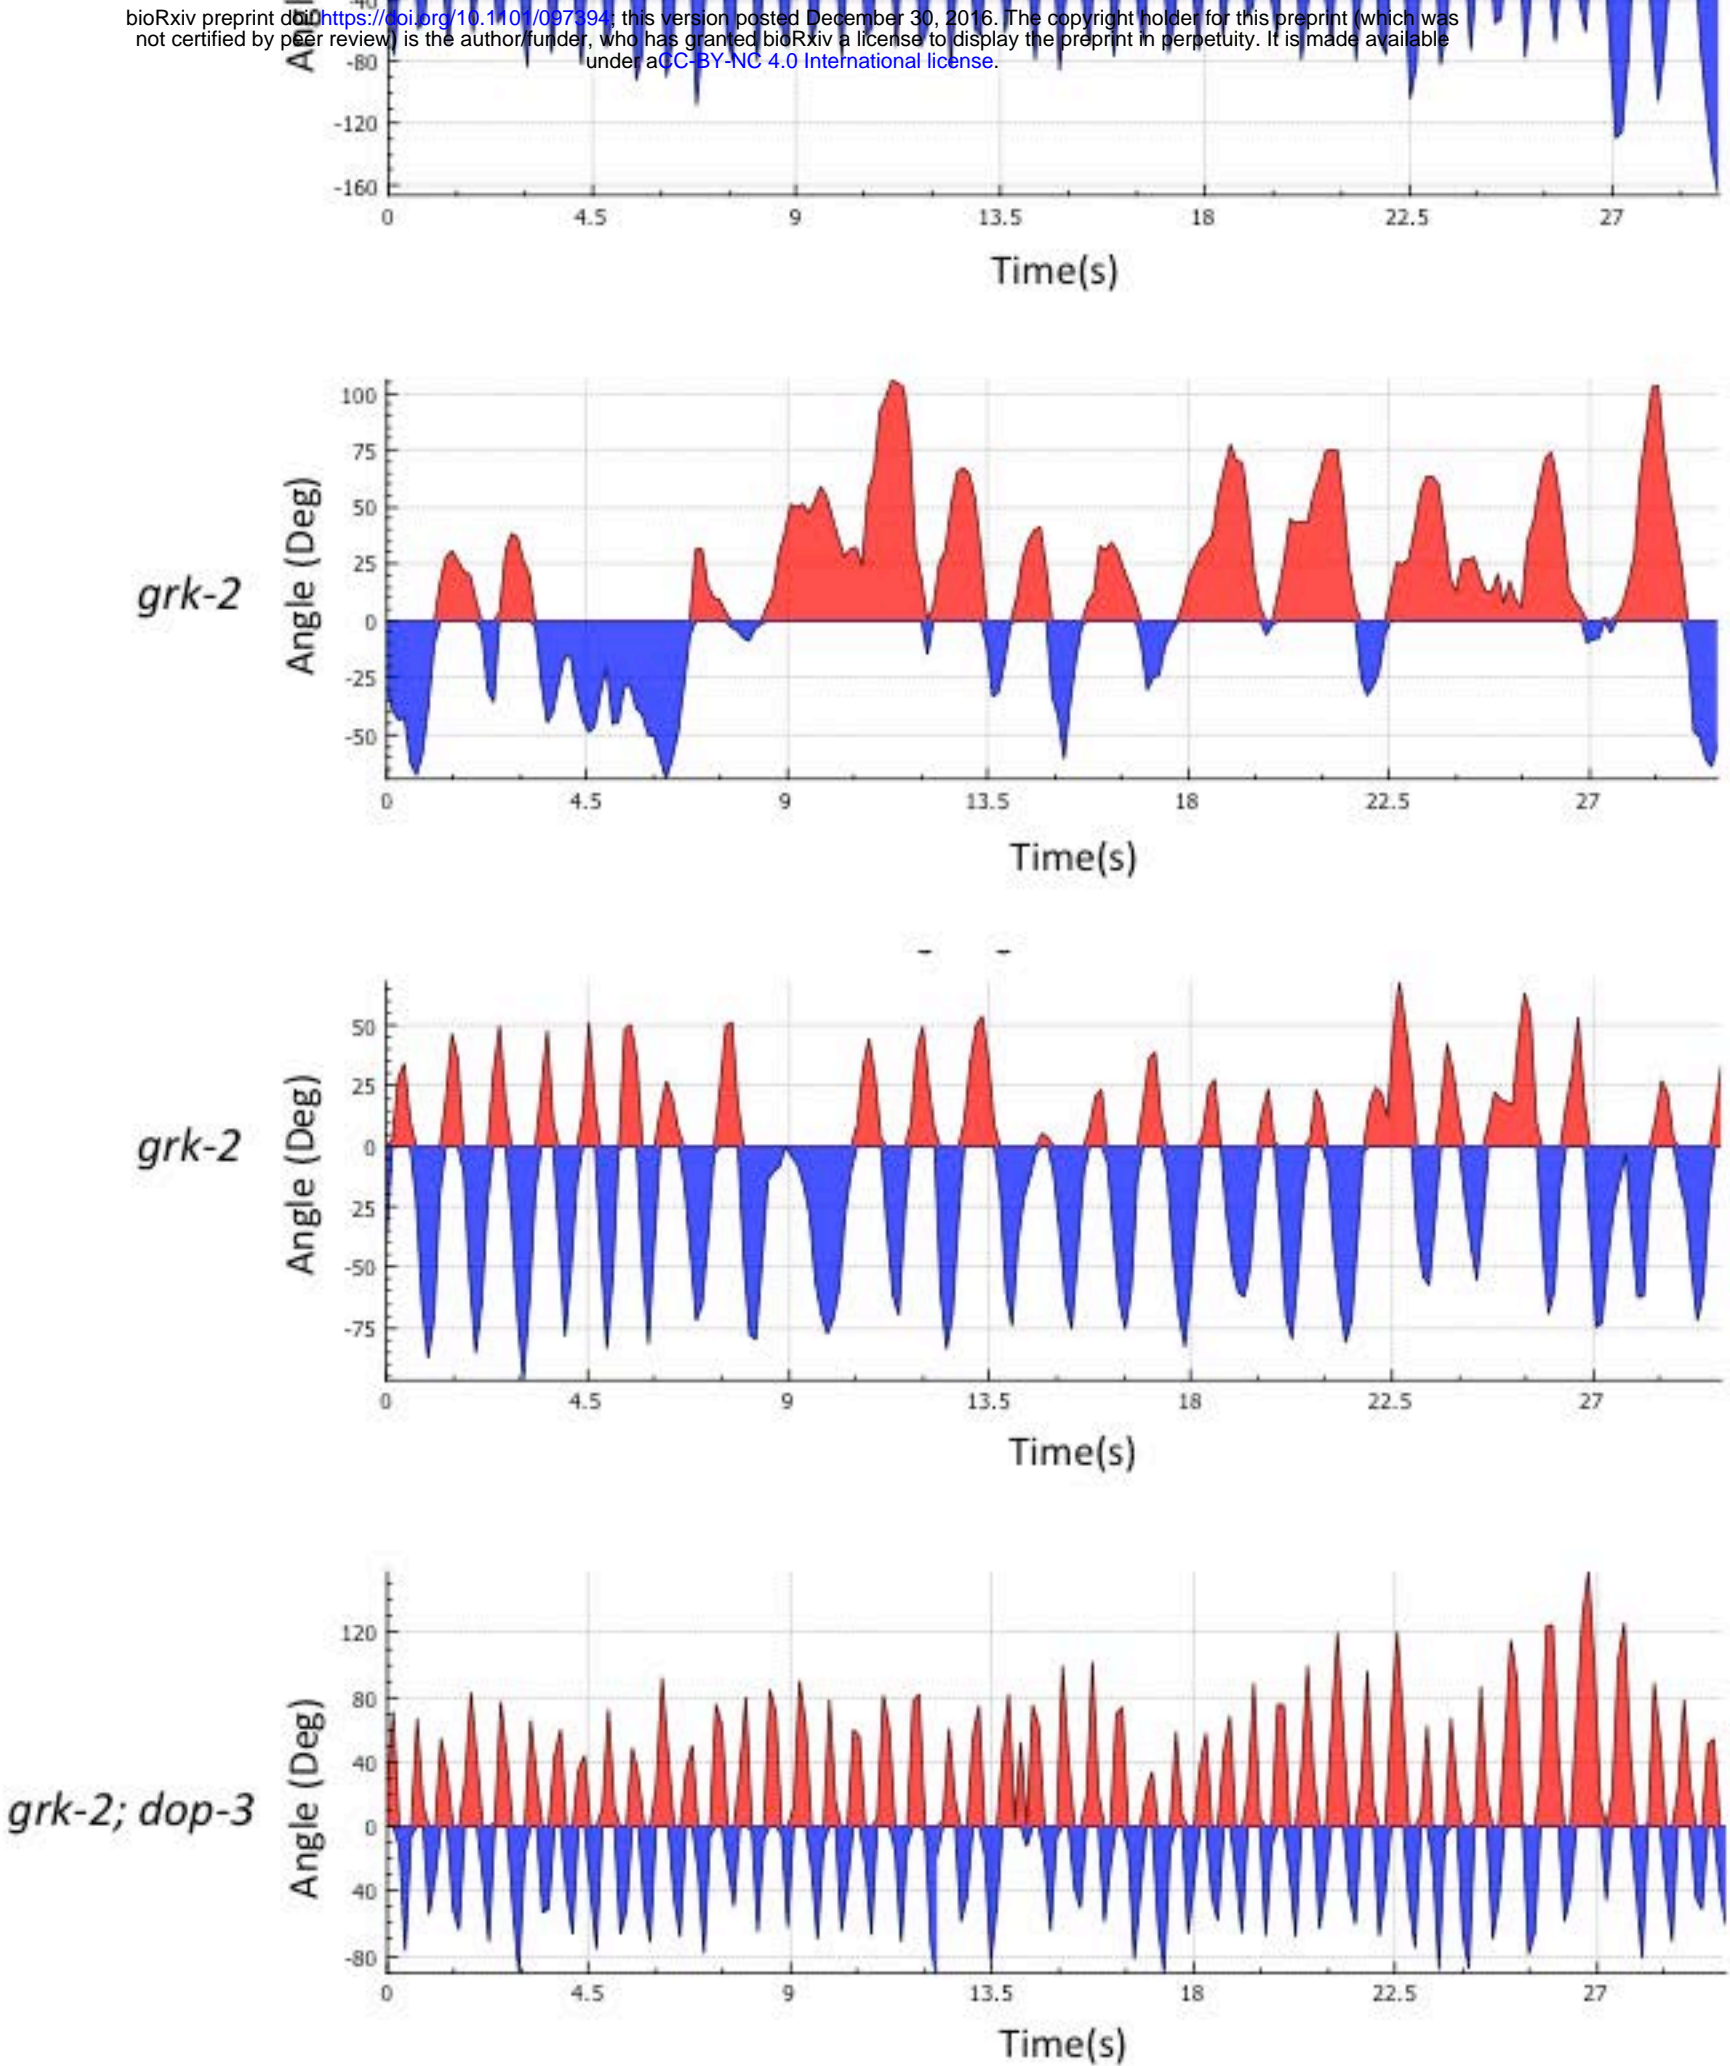 bioRxiv preprint doi: https://doi.org/10.1101/097394; this version posted December 30, 2016. The copyright holder for this preprint (which was
not certified by peer review) is the author/funder, who has granted bioRxiv a license to display the preprint in perpetuity. It is made available
under aCC-BY-NC 4.0 International license.
-80
-120
-160
0 4.5 9 13.5 18 22.5 27
Time(s)
grk-2
Angle (Deg)
100
75
50
25
0
-25
-50
0 4.5 9 13.5 18 22.5 27
Time(s)
grk-2
Angle (Deg)
50
25
0
25
-50
-75
0 4.5 9 13.5 18 22.5 27
Time(s)
grk-2; dop-3
Angle (Deg)
120
80
40
0
40
-80
0 4.5 9 13.5 18 22.5 27
Time(s)